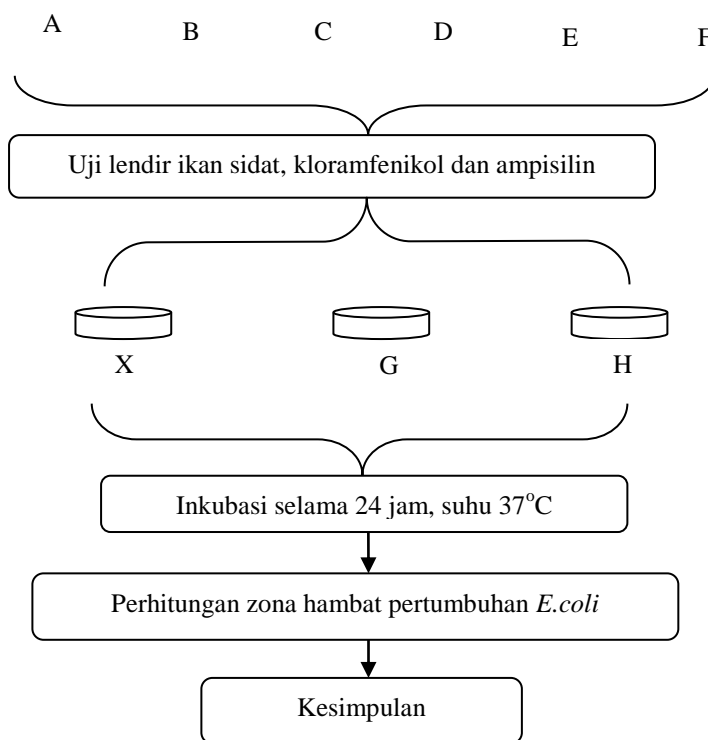 A B C D E F
Uji lendir ikan sidat, kloramfenikol dan ampisilin
X G H
Inkubasi selama 24 jam, suhu 37°C
Perhitungan zona hambat pertumbuhan E.coli
Kesimpulan